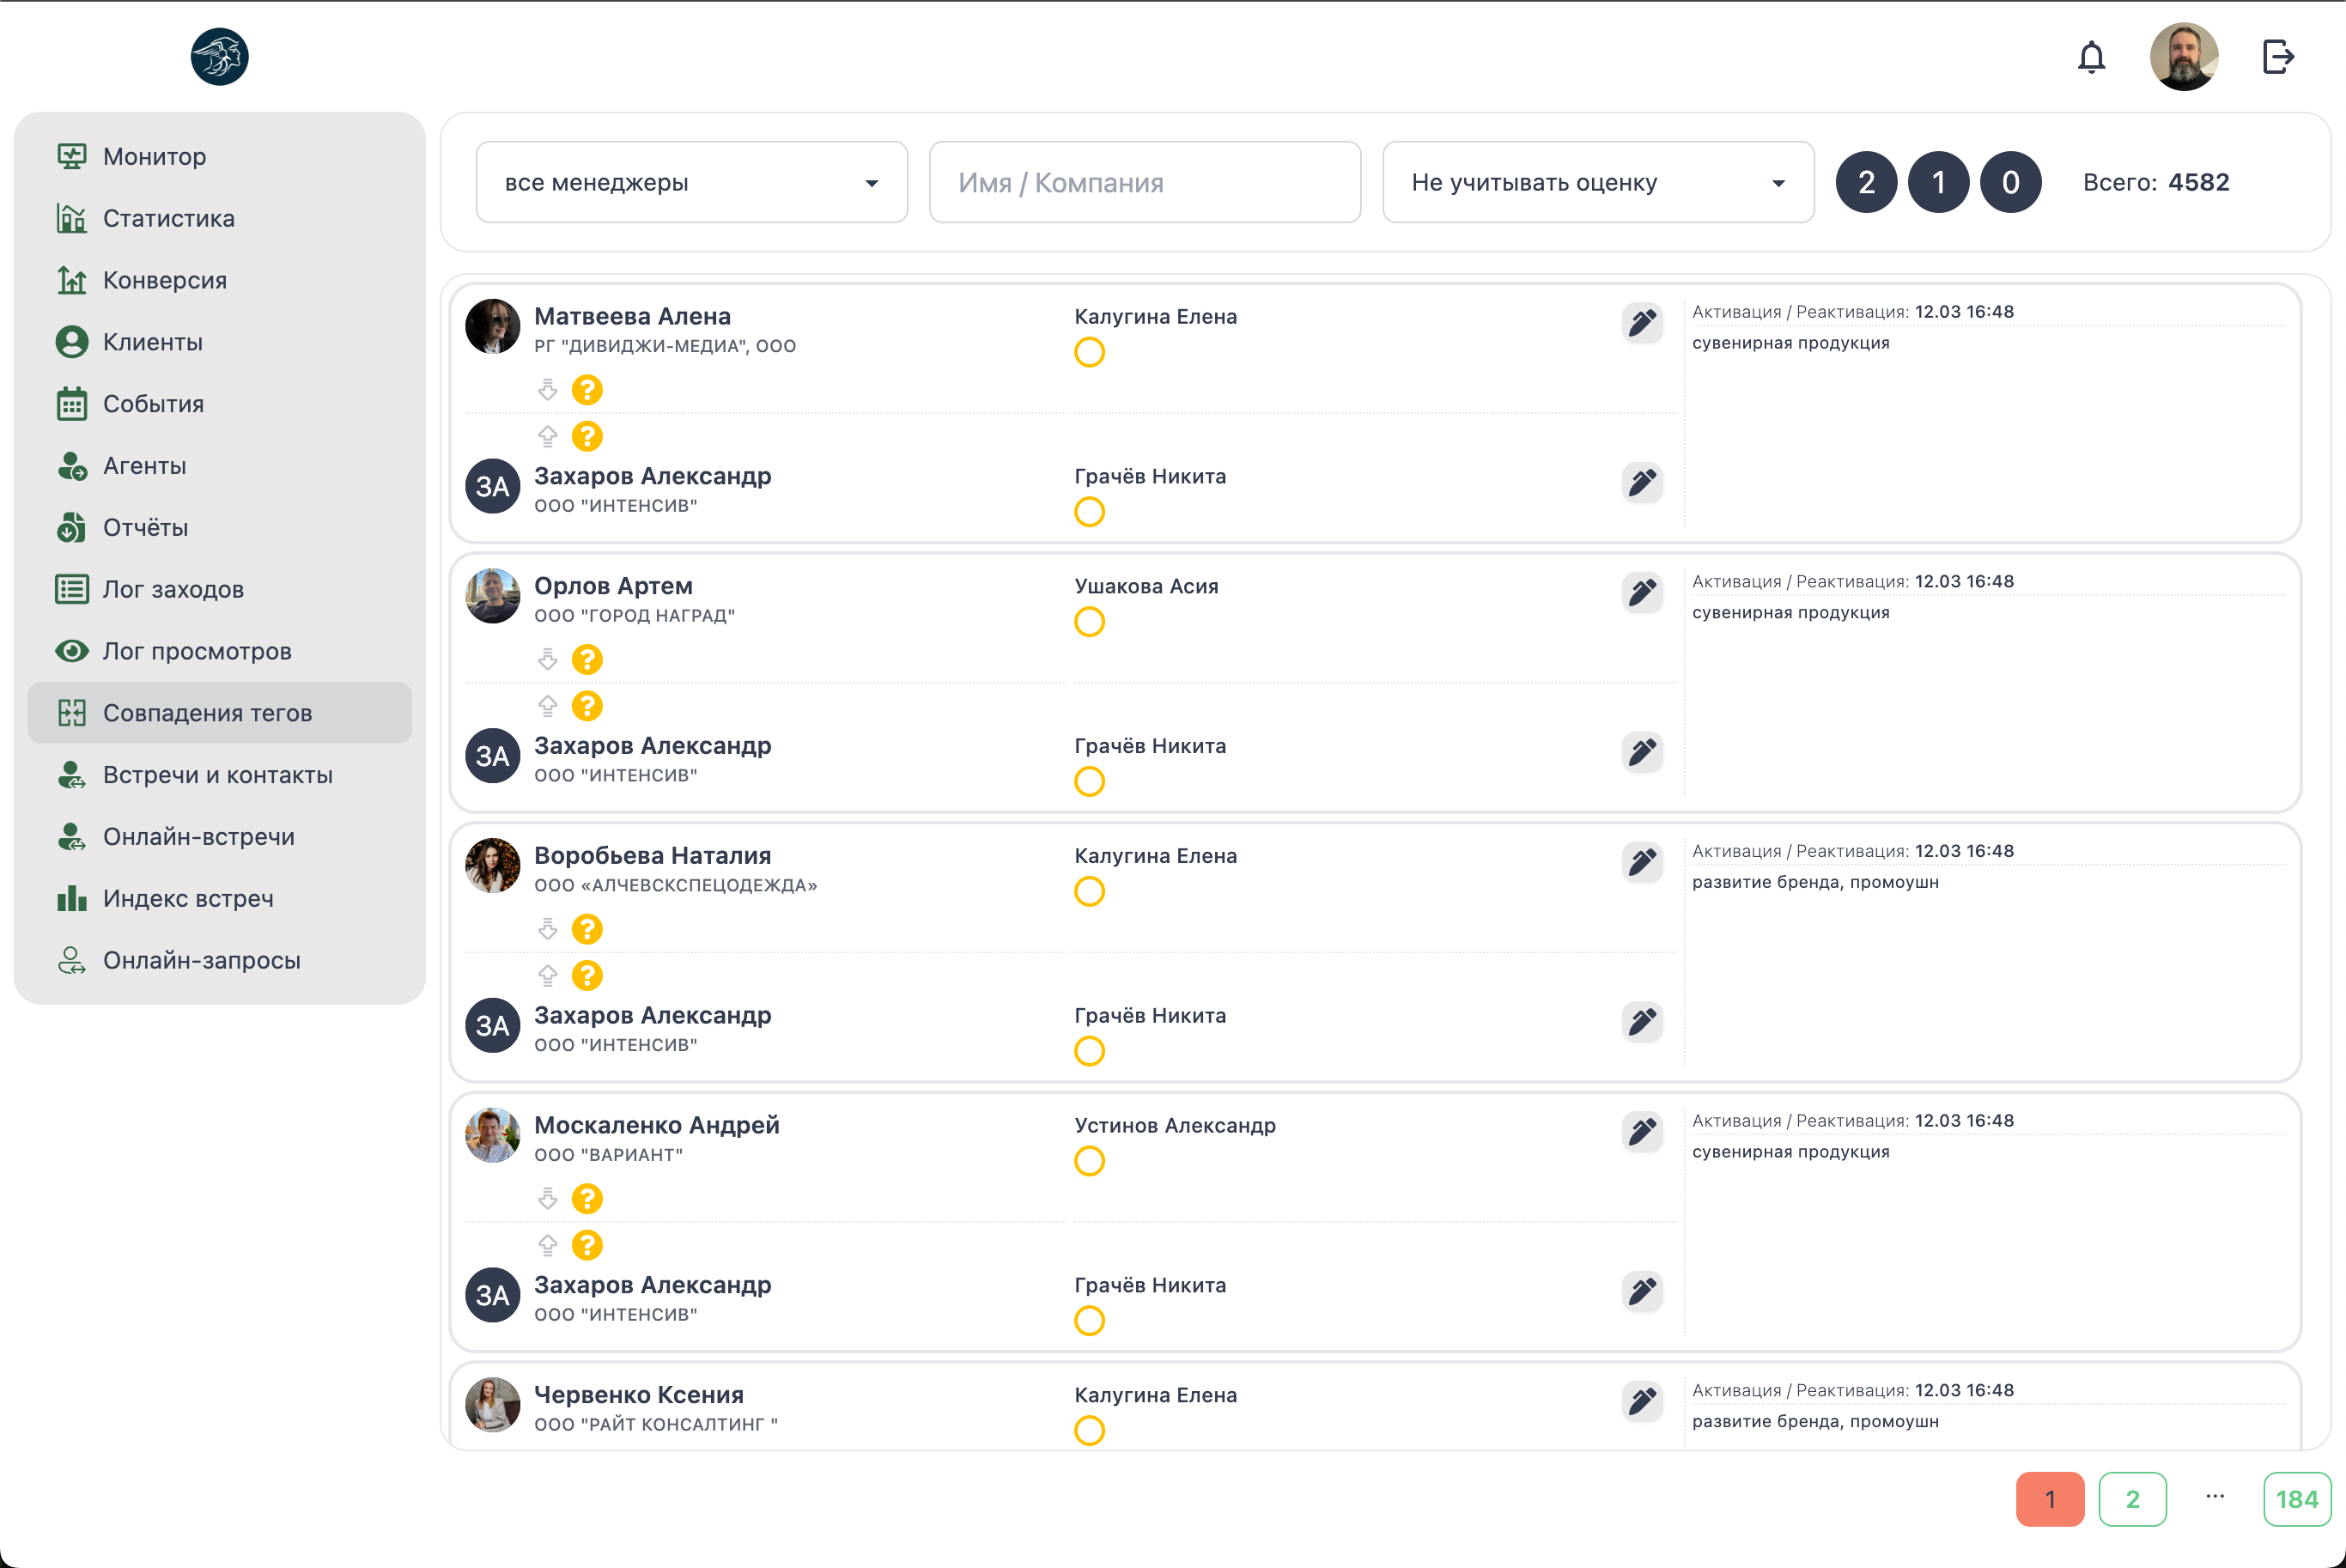 Монитор
Статистика
Конверсия
Клиенты
События
Агенты
Отчёты
Лог заходов
Лог просмотров
Совпадения тегов
Встречи и контакты
Онлайн-встречи
Индекс встреч
Онлайн-запросы
все менеджеры
Имя / Компания
Не учитывать оценку
2 1 0
Всего: 4582
Матвеева Алена
РГ "ДИВИДЖИ-МЕДИА", ООО
?
Калугина Елена
Активация / Реактивация: 12.03 16:48
сувенирная продукция
?
ЗА
Захаров Александр
ООО "ИНТЕНСИВ"
Грачёв Никита
Орлов Артем
ООО "ГОРОД НАГРАД"
?
Ушакова Асия
Активация / Реактивация: 12.03 16:48
сувенирная продукция
?
ЗА
Захаров Александр
ООО "ИНТЕНСИВ"
Грачёв Никита
Воробьева Наталия
ООО «АЛЧЕВСКСПЕЦОДЕЖДА»
?
Калугина Елена
Активация / Реактивация: 12.03 16:48
развитие бренда, промоушн
?
ЗА
Захаров Александр
ООО "ИНТЕНСИВ"
Грачёв Никита
Москаленко Андрей
ООО "ВАРИАНТ"
?
Устинов Александр
Активация / Реактивация: 12.03 16:48
сувенирная продукция
?
ЗА
Захаров Александр
ООО "ИНТЕНСИВ"
Грачёв Никита
Червенко Ксения
ООО "РАЙТ КОНСАЛТИНГ "
Калугина Елена
Активация / Реактивация: 12.03 16:48
развитие бренда, промоушн
1 2 ... 184